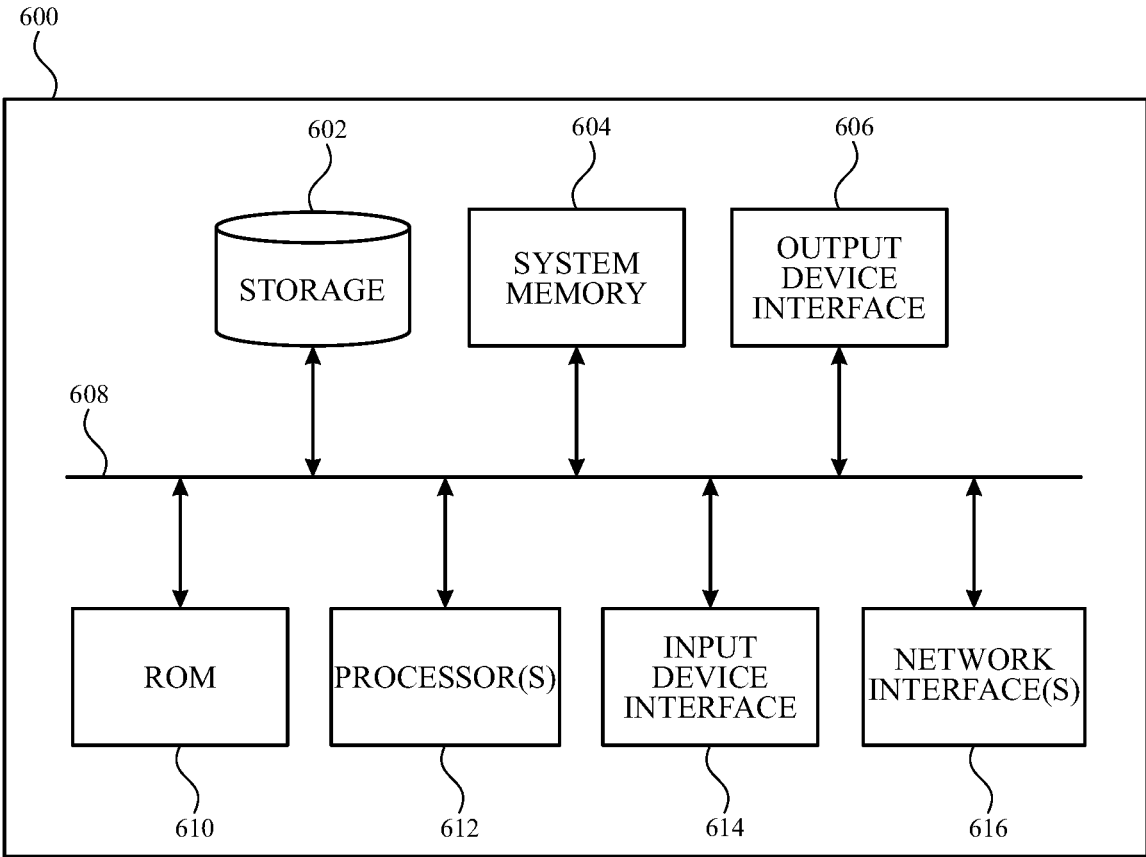 600
602
604
606
STORAGE
SYSTEM
MEMORY
OUTPUT
DEVICE
INTERFACE
608
ROM
PROCESSOR(S)
INPUT
DEVICE
INTERFACE
NETWORK
INTERFACE(S)
610
612
614
616